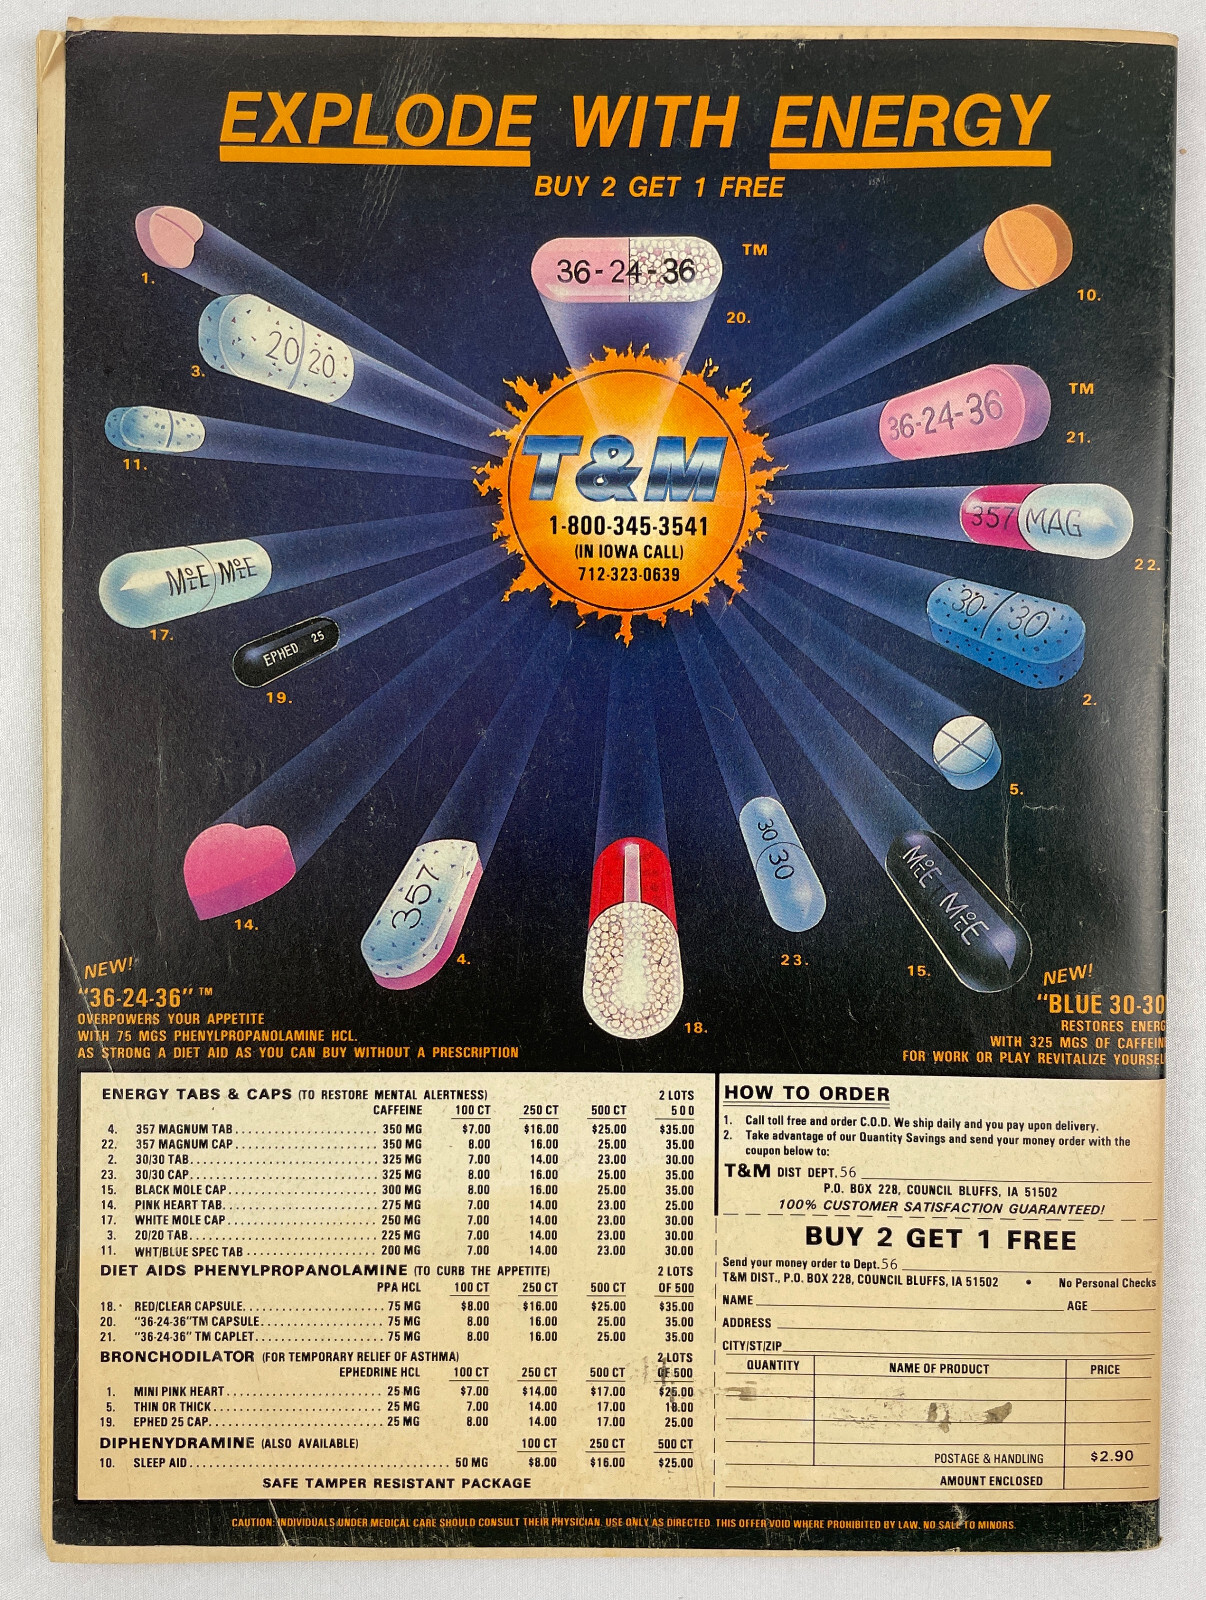 EXPLODE WITH ENERGY
BUY 2 GET 1 FREE
1.
36-24-36
TM
20.
10.
20 20
3.
36-24-36
TM
21.
11.
T&M
1-800-345-3541
(IN IOWA CALL)
712-323-0639
357 MAG
22.
MOLE MOLE
17.
30/30
2.
EPHED 25
19.
5.
14.
357
4.
18.
30 30
23.
MOLE MOLE
15.
NEW!
"36-24-36" TM
OVERPOWERS YOUR APPETITE
WITH 75 MGS PHENYLPROPANOLAMINE HCL.
AS STRONG A DIET AID AS YOU CAN BUY WITHOUT A PRESCRIPTION
NEW!
"BLUE 30-30
RESTORES ENERG
WITH 325 MGS OF CAFFEIN
FOR WORK OR PLAY REVITALIZE YOURSEL
ENERGY TABS & CAPS (TO RESTORE MENTAL ALERTNESS) 2 LOTS
CAFFEINE 100 CT 250 CT 500 CT 500
4. 357 MAGNUM TAB 350 MG $7.00 $16.00 $25.00 $35.00
22. 357 MAGNUM CAP 350 MG 8.00 16.00 25.00 35.00
2. 30/30 TAB 325 MG 7.00 14.00 23.00 30.00
23. 30/30 CAP 325 MG 8.00 16.00 25.00 35.00
15. BLACK MOLE CAP 300 MG 8.00 16.00 25.00 35.00
14. PINK HEART TAB 275 MG 7.00 14.00 23.00 25.00
17. WHITE MOLE CAP 250 MG 7.00 14.00 23.00 30.00
3. 20/20 TAB 225 MG 7.00 14.00 23.00 30.00
11. WHT/BLUE SPEC TAB 200 MG 7.00 14.00 23.00 30.00
DIET AIDS PHENYLPROPANOLAMINE (TO CURB THE APPETITE) 2 LOTS
PPA HCL 100 CT 250 CT 500 CT OF 500
18. RED/CLEAR CAPSULE 75 MG $8.00 $16.00 $25.00 $35.00
20. "36-24-36"TM CAPSULE 75 MG 8.00 16.00 25.00 35.00
21. "36-24-36" TM CAPLET 75 MG 8.00 16.00 25.00 35.00
BRONCHODILATOR (FOR TEMPORARY RELIEF OF ASTHMA) 2 LOTS
EPHEDRINE HCL 100 CT 250 CT 500 CT OF 500
1. MINI PINK HEART 25 MG $7.00 $14.00 $17.00 $25.00
5. THIN OR THICK 25 MG 7.00 14.00 17.00 18.00
19. EPHED 25 CAP 25 MG 8.00 14.00 17.00 25.00
DIPHENYDRAMINE (ALSO AVAILABLE) 100 CT 250 CT 500 CT
10. SLEEP AID 50 MG $8.00 $16.00 $25.00
SAFE TAMPER RESISTANT PACKAGE
HOW TO ORDER
1. Call toll free and order C.O.D. We ship daily and you pay upon delivery.
2. Take advantage of our Quantity Savings and send your money order with the
coupon below to:
T&M DIST DEPT. 56
P.O. BOX 228, COUNCIL BLUFFS, IA 51502
100% CUSTOMER SATISFACTION GUARANTEED!
BUY 2 GET 1 FREE
Send your money order to Dept. 56
T&M DIST., P.O. BOX 228, COUNCIL BLUFFS, IA 51502 • No Personal Checks
NAME AGE
ADDRESS
CITY/ST/ZIP
QUANTITY NAME OF PRODUCT PRICE
POSTAGE & HANDLING $2.90
AMOUNT ENCLOSED
CAUTION: INDIVIDUALS UNDER MEDICAL CARE SHOULD CONSULT THEIR PHYSICIAN. USE ONLY AS DIRECTED. THIS OFFER VOID WHERE PROHIBITED BY LAW. NO SALE TO MINORS.